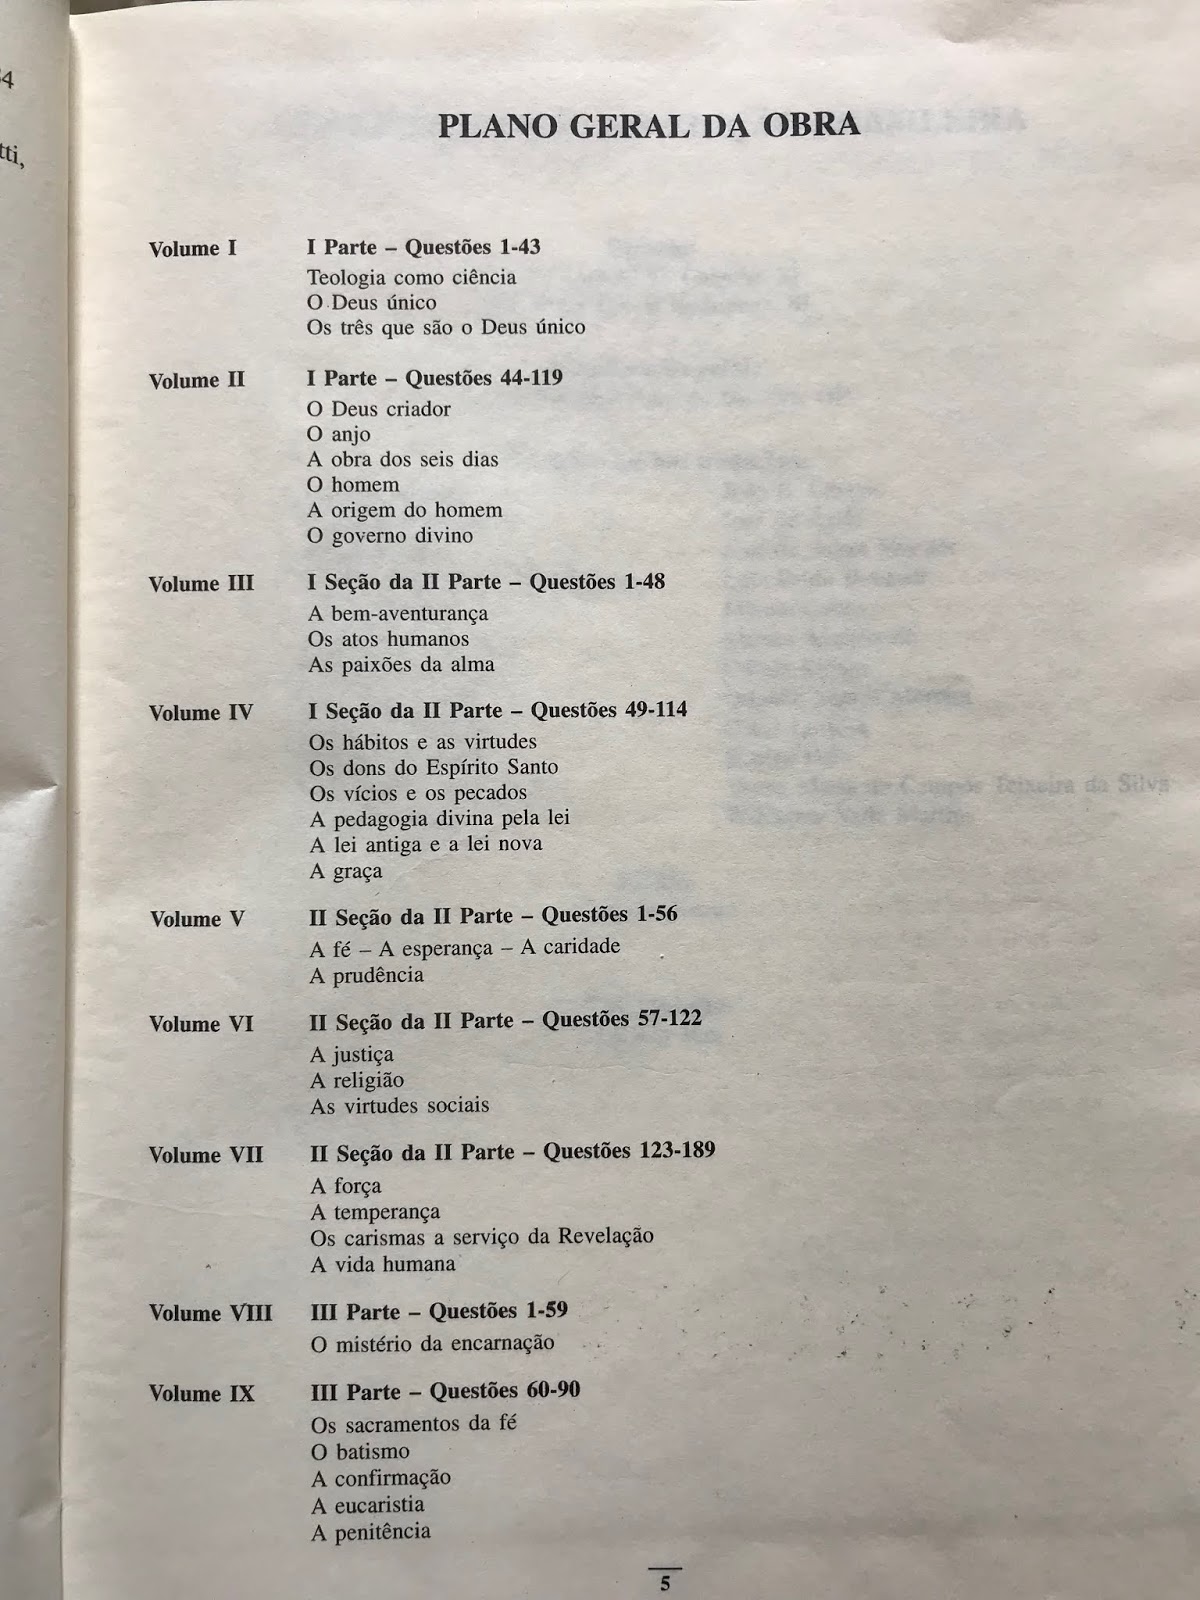 4
tti,
PLANO GERAL DA OBRA
Volume I I Parte – Questões 1-43
Teologia como ciência
O Deus único
Os três que são o Deus único
Volume II I Parte – Questões 44-119
O Deus criador
O anjo
A obra dos seis dias
O homem
A origem do homem
O governo divino
Volume III I Seção da II Parte – Questões 1-48
A bem-aventurança
Os atos humanos
As paixões da alma
Volume IV I Seção da II Parte – Questões 49-114
Os hábitos e as virtudes
Os dons do Espírito Santo
Os vícios e os pecados
A pedagogia divina pela lei
A lei antiga e a lei nova
A graça
Volume V II Seção da II Parte – Questões 1-56
A fé – A esperança – A caridade
A prudência
Volume VI II Seção da II Parte – Questões 57-122
A justiça
A religião
As virtudes sociais
Volume VII II Seção da II Parte – Questões 123-189
A força
A temperança
Os carismas a serviço da Revelação
A vida humana
Volume VIII III Parte – Questões 1-59
O mistério da encarnação
Volume IX III Parte – Questões 60-90
Os sacramentos da fé
O batismo
A confirmação
A eucaristia
A penitência
5